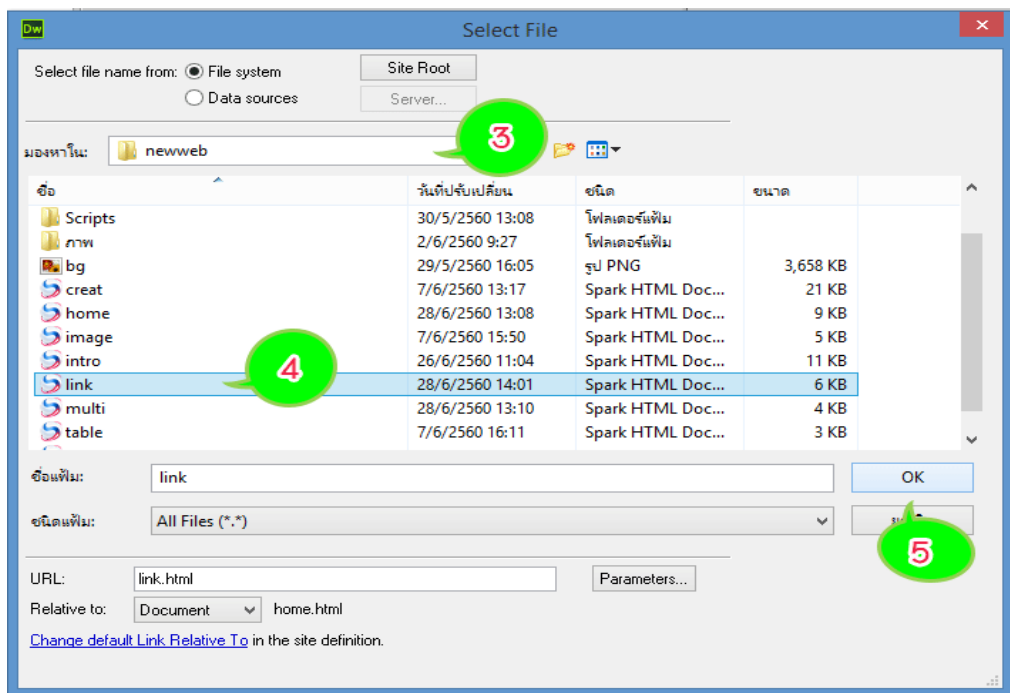 Dw Select File
Select file name from: File system Site Root
Data sources Server...
3
มองหาใน: newweb
ชื่อ วันที่ปรับเปลี่ยน ชนิด ขนาด
Scripts 30/5/2560 13:08 โฟลเดอร์แฟ้ม
ภาพ 2/6/2560 9:27 โฟลเดอร์แฟ้ม
bg 29/5/2560 16:05 รูป PNG 3,658 KB
creat 7/6/2560 13:17 Spark HTML Doc... 21 KB
home 28/6/2560 13:08 Spark HTML Doc... 9 KB
image 7/6/2560 15:50 Spark HTML Doc... 5 KB
intro 26/6/2560 11:04 Spark HTML Doc... 11 KB
4
link 28/6/2560 14:01 Spark HTML Doc... 6 KB
multi 28/6/2560 13:10 Spark HTML Doc... 4 KB
table 7/6/2560 16:11 Spark HTML Doc... 3 KB
ชื่อแฟ้ม: link OK
ชนิดแฟ้ม: All Files (*.*)
5
URL: link.html Parameters...
Relative to: Document home.html
Change default Link Relative To in the site definition.